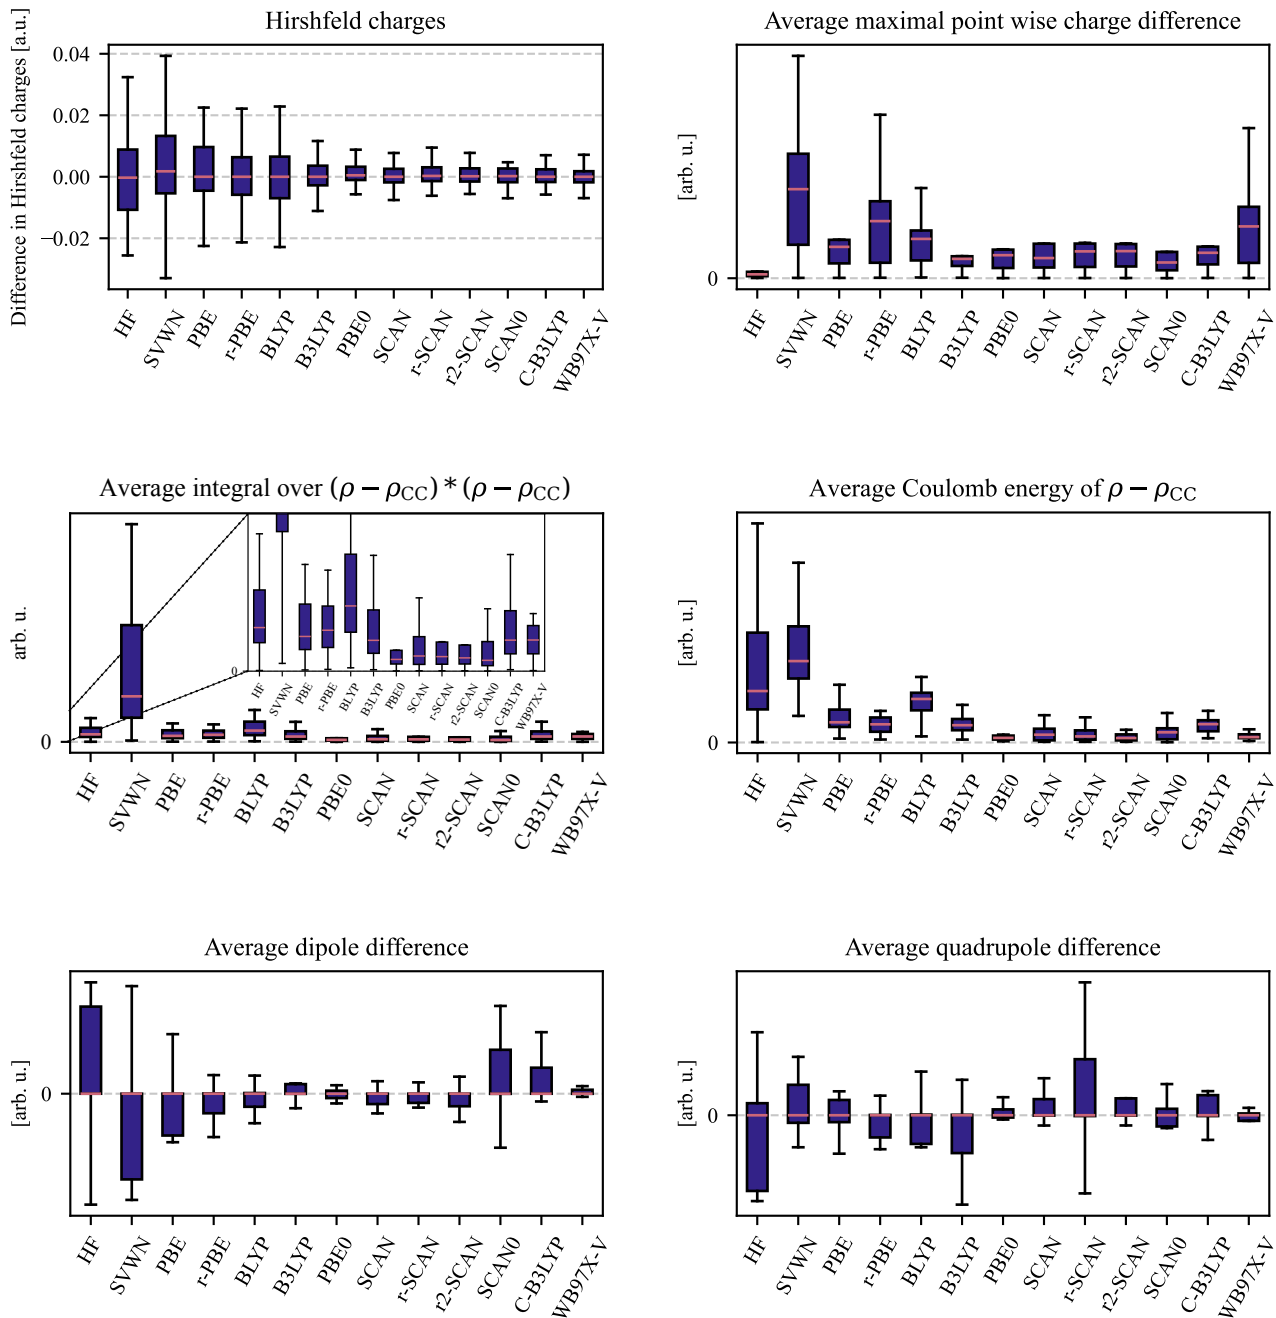 Hirshfeld charges
Difference in Hirshfeld charges [a.u.]
0.04
0.02
0.00
−0.02
HF
SVWN
PBE
r-PBE
BLYP
B3LYP
PBE0
SCAN
r-SCAN
r2-SCAN
SCAN0
C-B3LYP
WB97X-V
Average maximal point wise charge difference
[arb. u.]
0
HF
SVWN
PBE
r-PBE
BLYP
B3LYP
PBE0
SCAN
r-SCAN
r2-SCAN
SCAN0
C-B3LYP
WB97X-V
Average integral over (ρ − ρCC) * (ρ − ρCC)
arb. u.
0
0
HF
SVWN
PBE
r-PBE
BLYP
B3LYP
PBE0
SCAN
r-SCAN
r2-SCAN
SCAN0
C-B3LYP
WB97X-V
HF
SVWN
PBE
r-PBE
BLYP
B3LYP
PBE0
SCAN
r-SCAN
r2-SCAN
SCAN0
C-B3LYP
WB97X-V
Average Coulomb energy of ρ − ρCC
[arb. u.]
0
HF
SVWN
PBE
r-PBE
BLYP
B3LYP
PBE0
SCAN
r-SCAN
r2-SCAN
SCAN0
C-B3LYP
WB97X-V
Average dipole difference
[arb. u.]
0
HF
SVWN
PBE
r-PBE
BLYP
B3LYP
PBE0
SCAN
r-SCAN
r2-SCAN
SCAN0
C-B3LYP
WB97X-V
Average quadrupole difference
[arb. u.]
0
HF
SVWN
PBE
r-PBE
BLYP
B3LYP
PBE0
SCAN
r-SCAN
r2-SCAN
SCAN0
C-B3LYP
WB97X-V